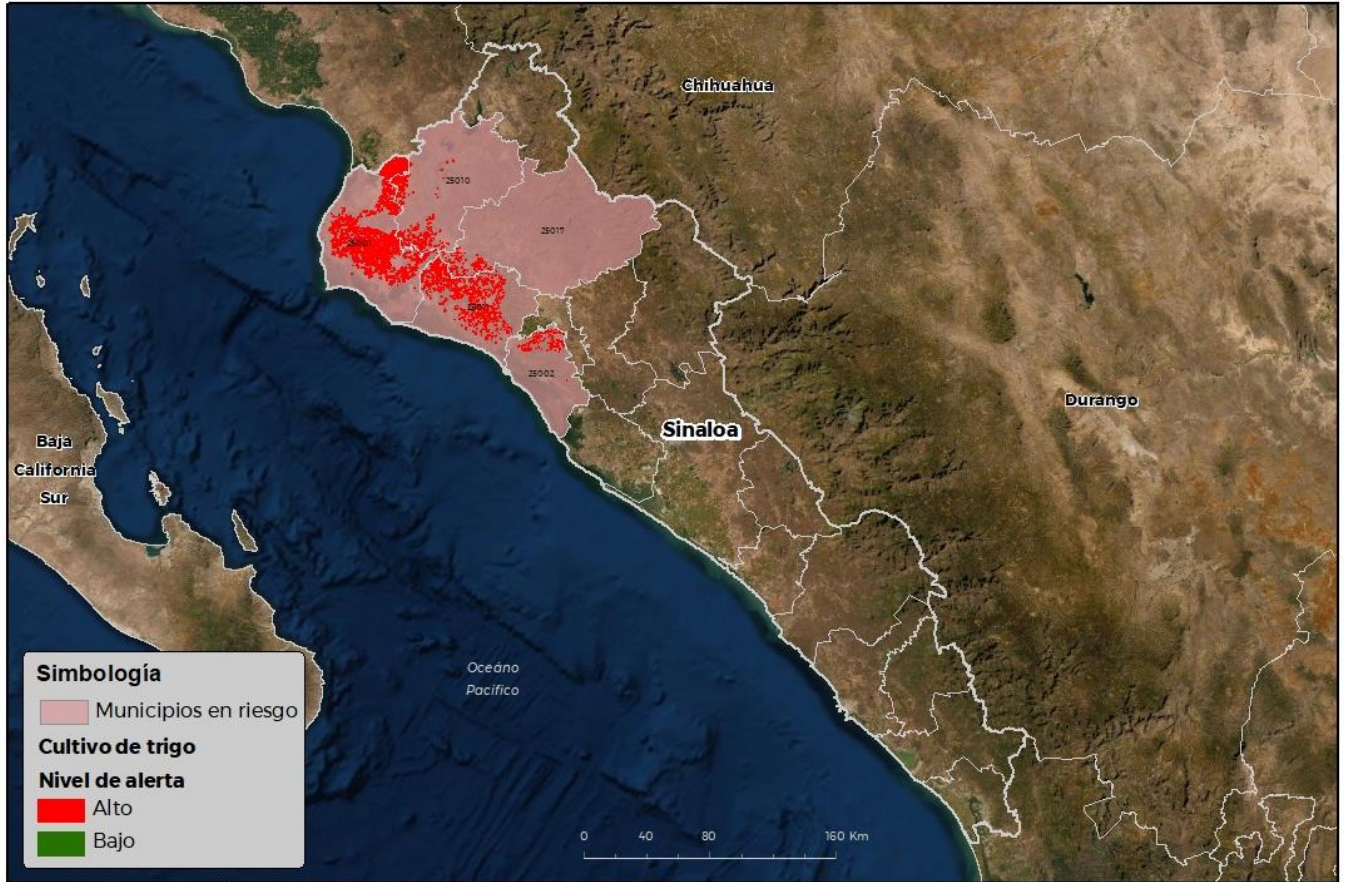 Chihuahua
25010
25017
25002
Durango
Sinaloa
Baja
California
Sur
Oceáno
Pacifico
Simbología
Municipios en riesgo
Cultivo de trigo
Nivel de alerta
Alto
Bajo
0 40 80 160 Km